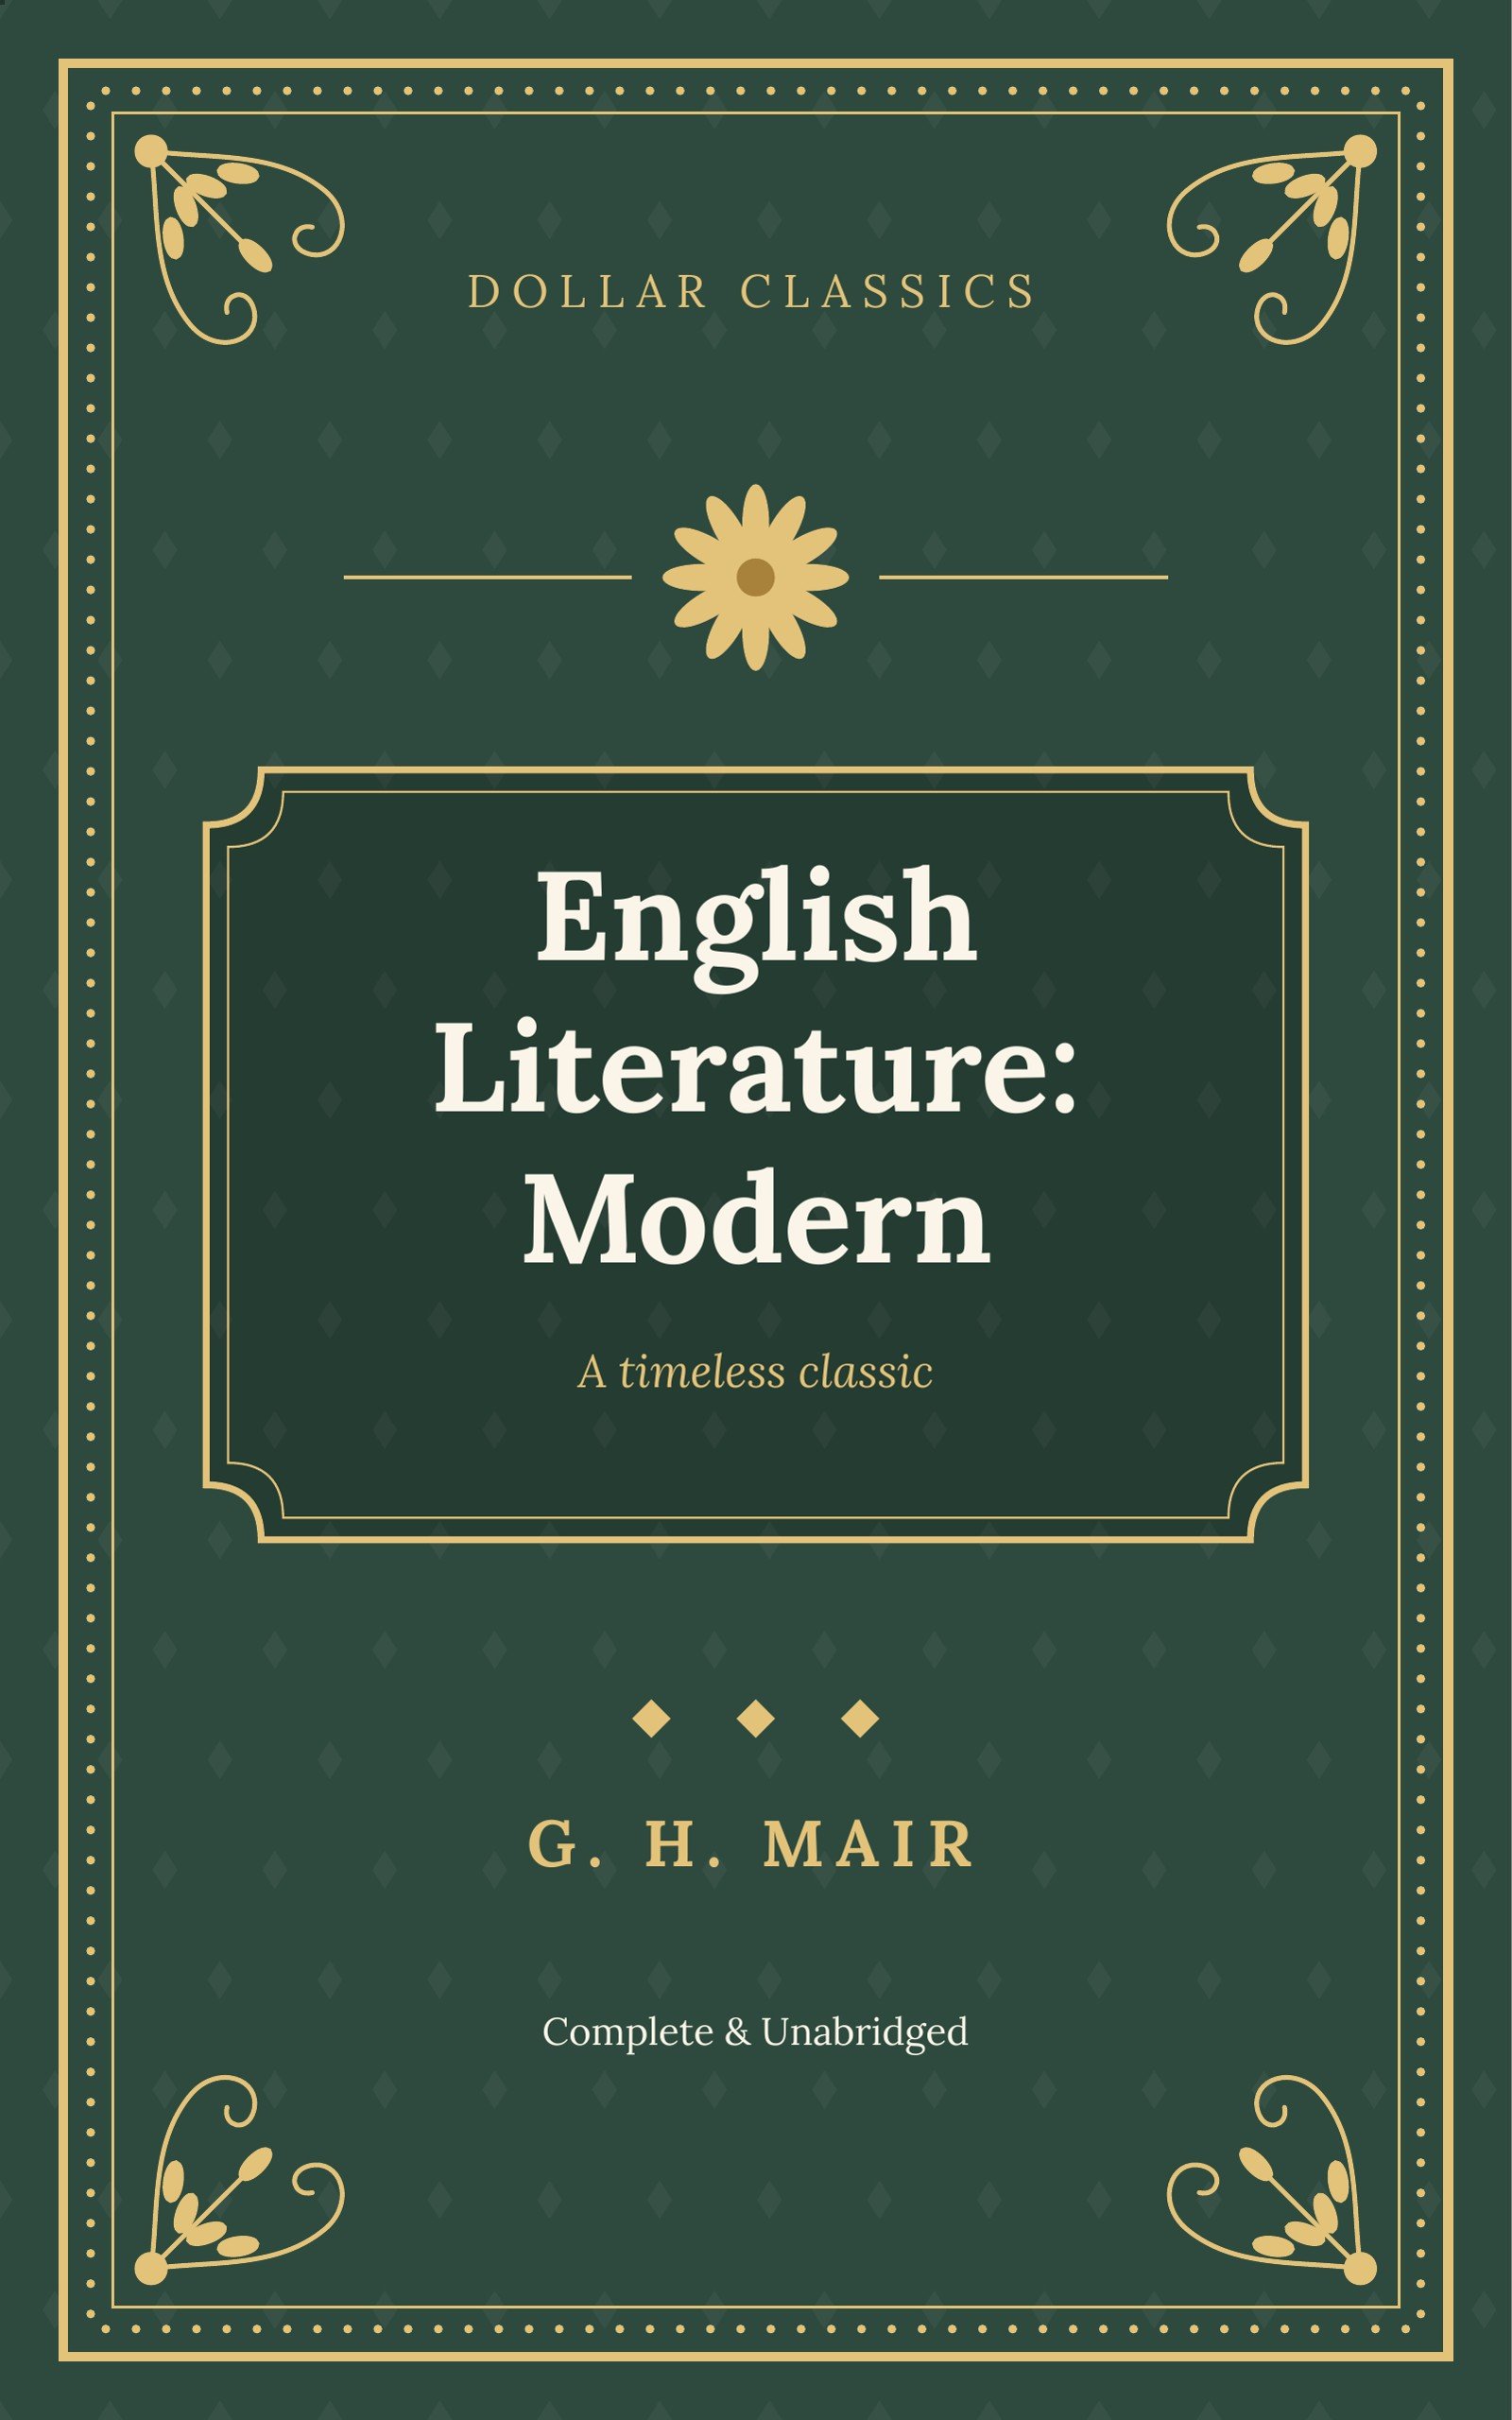 DOLLAR CLASSICS
English
Literature:
Modern
A timeless classic
G. H. MAIR
Complete & Unabridged